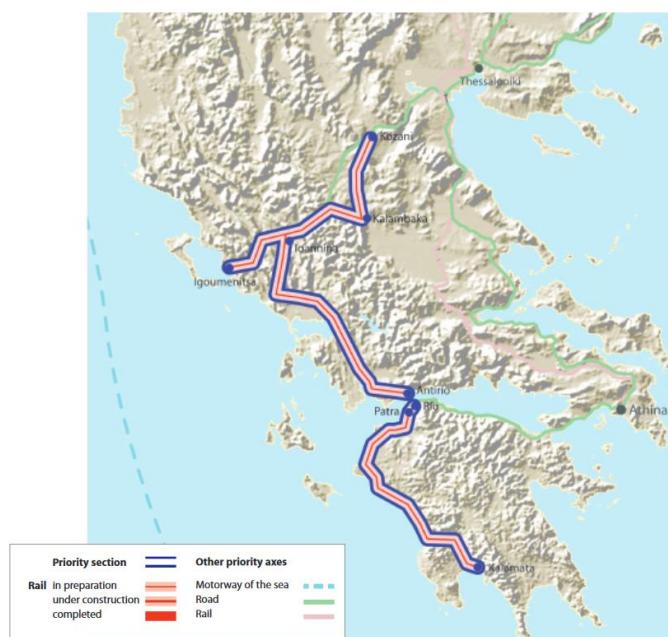 Thessaloniki
Kozani
Kalambaka
Ioannina
Igoumenitsa
Antirio
Rio
Patra
Athina
Kalamata
Priority section
Other priority axes
Rail in preparation
Motorway of the sea
under construction
Road
completed
Rail